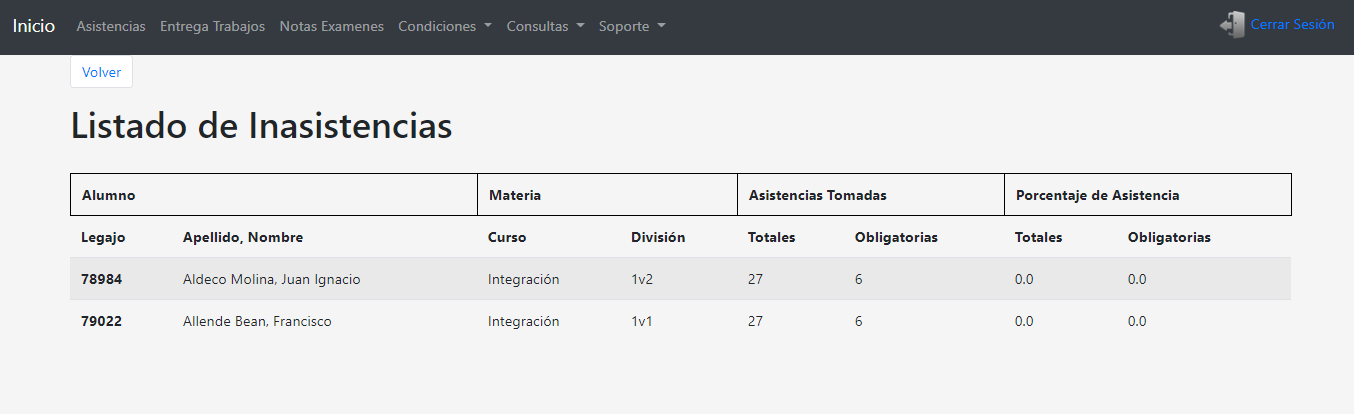 Inicio Asistencias Entrega Trabajos Notas Examenes Condiciones Consultas Soporte Cerrar Sesión
Volver
Listado de Inasistencias
Alumno Materia Asistencias Tomadas Porcentaje de Asistencia
Legajo Apellido, Nombre Curso División Totales Obligatorias Totales Obligatorias
78984 Aldeco Molina, Juan Ignacio Integración 1v2 27 6 0.0 0.0
79022 Allende Bean, Francisco Integración 1v1 27 6 0.0 0.0